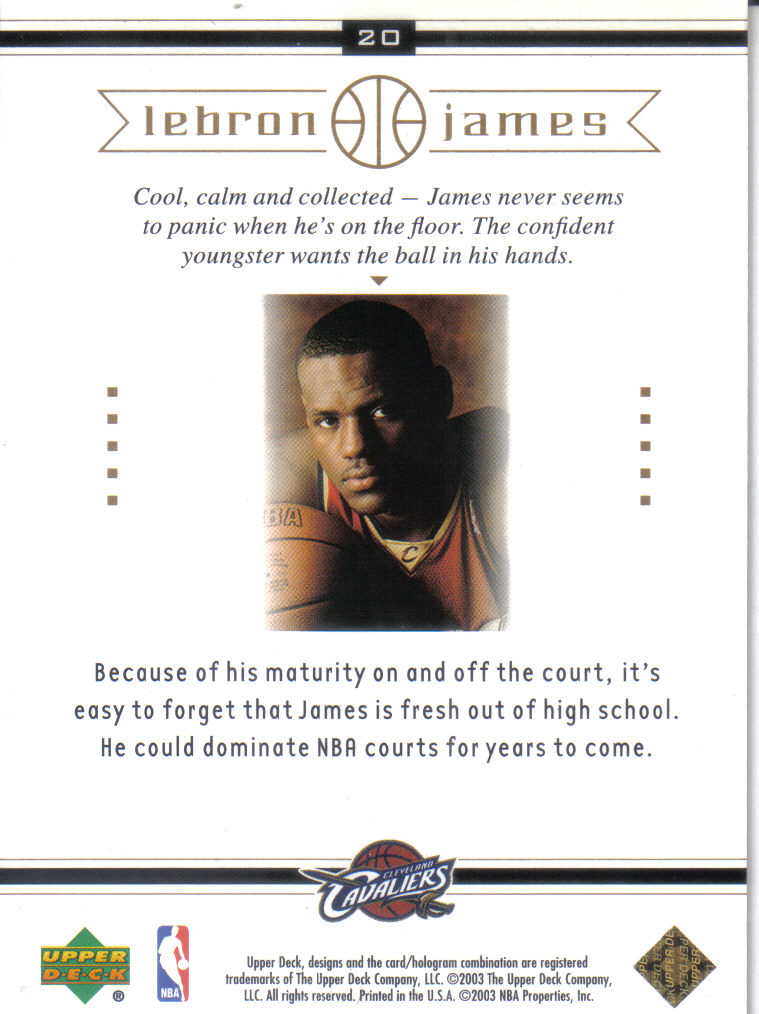 20
lebron james
Cool, calm and collected — James never seems
to panic when he's on the floor. The confident
youngster wants the ball in his hands.
BA
C
Because of his maturity on and off the court, it's
easy to forget that James is fresh out of high school.
He could dominate NBA courts for years to come.
CLEVELAND
CAVALIERS
UPPER
D·E·C·K
®
NBA
Upper Deck, designs and the card/hologram combination are registered
trademarks of The Upper Deck Company, LLC. ©2003 The Upper Deck Company,
LLC. All rights reserved. Printed in the U.S.A. ©2003 NBA Properties, Inc.